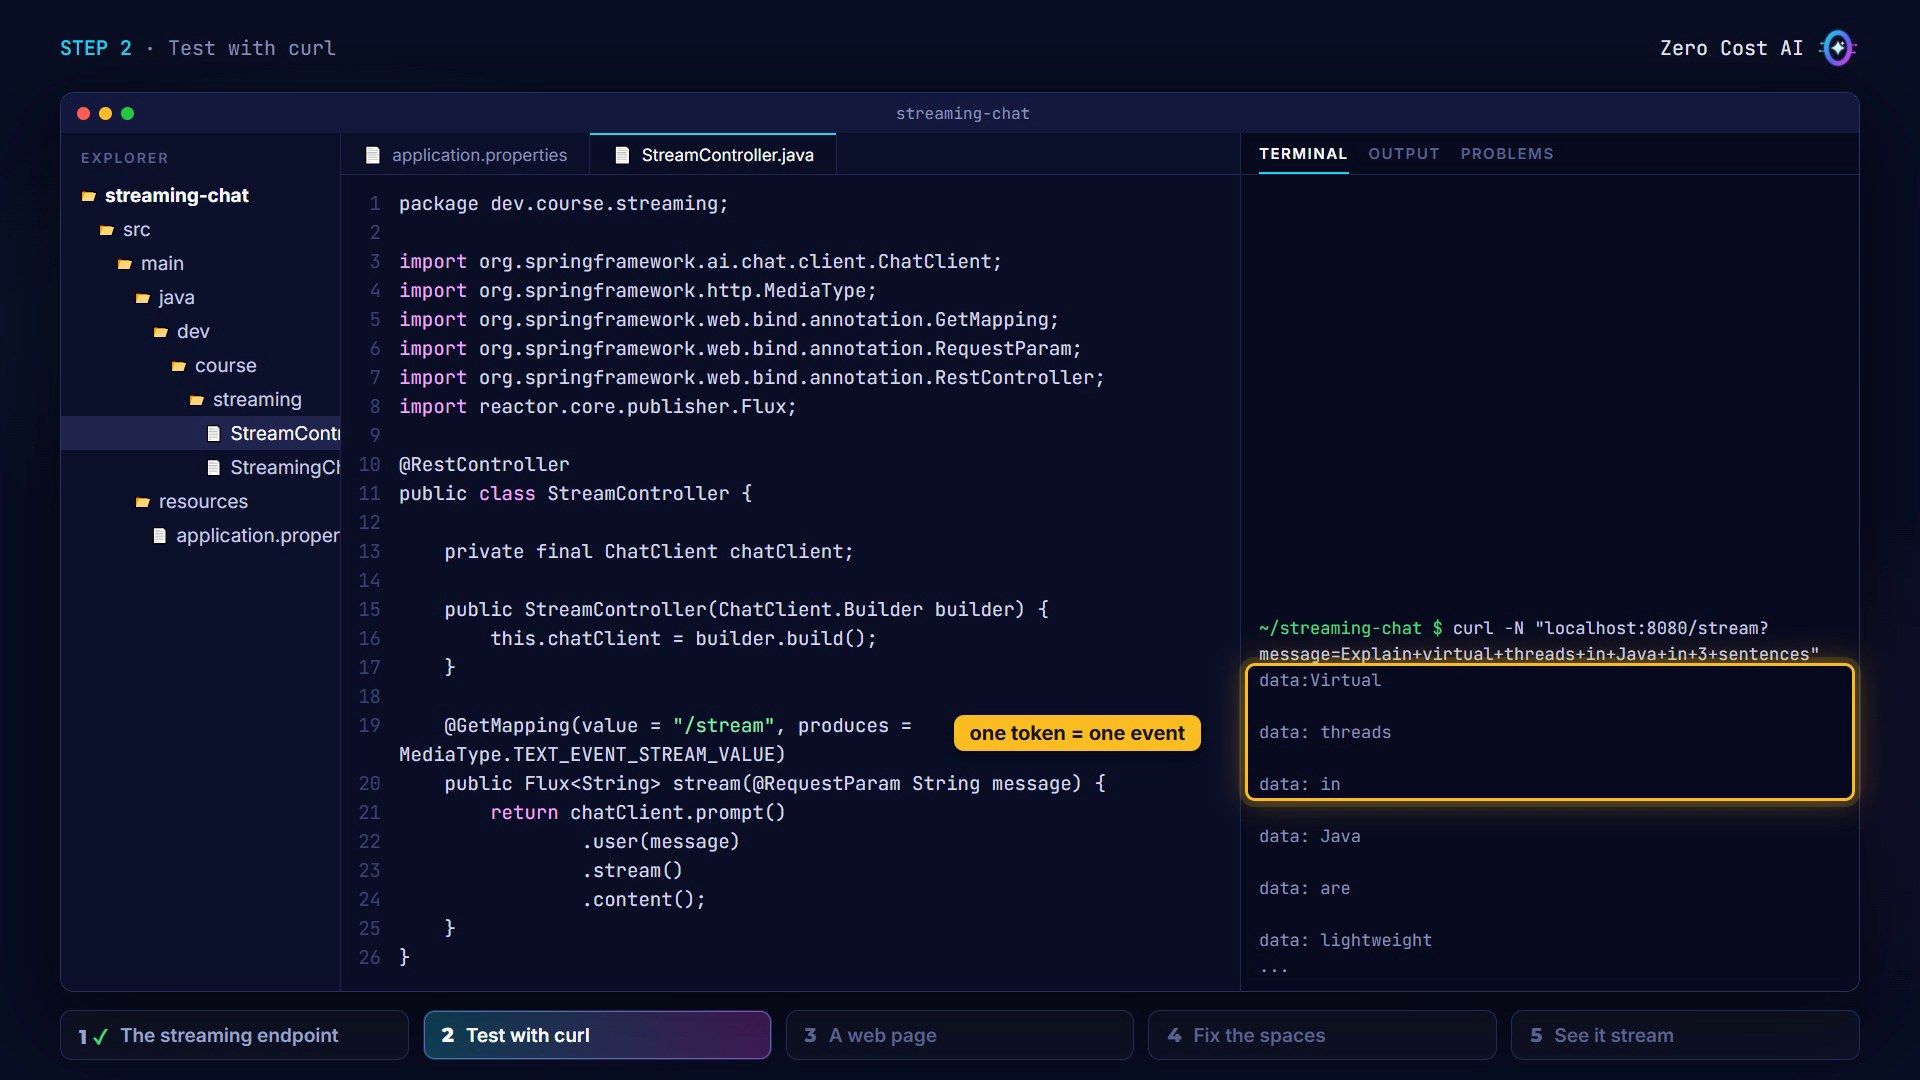 STEP 2 · Test with curl
Zero Cost AI
streaming-chat
EXPLORER
streaming-chat
src
main
java
dev
course
streaming
StreamContr
StreamingCh
resources
application.proper
application.properties
StreamController.java
1 package dev.course.streaming;
2
3 import org.springframework.ai.chat.client.ChatClient;
4 import org.springframework.http.MediaType;
5 import org.springframework.web.bind.annotation.GetMapping;
6 import org.springframework.web.bind.annotation.RequestParam;
7 import org.springframework.web.bind.annotation.RestController;
8 import reactor.core.publisher.Flux;
9
10 @RestController
11 public class StreamController {
12
13     private final ChatClient chatClient;
14
15     public StreamController(ChatClient.Builder builder) {
16         this.chatClient = builder.build();
17     }
18
19     @GetMapping(value = "/stream", produces =
MediaType.TEXT_EVENT_STREAM_VALUE)
20     public Flux<String> stream(@RequestParam String message) {
21         return chatClient.prompt()
22                 .user(message)
23                 .stream()
24                 .content();
25     }
26 }
one token = one event
TERMINAL OUTPUT PROBLEMS
~/streaming-chat $ curl -N "localhost:8080/stream?
message=Explain+virtual+threads+in+Java+in+3+sentences"
data:Virtual
data: threads
data: in
data: Java
data: are
data: lightweight
...
1 ✓ The streaming endpoint
2 Test with curl
3 A web page
4 Fix the spaces
5 See it stream